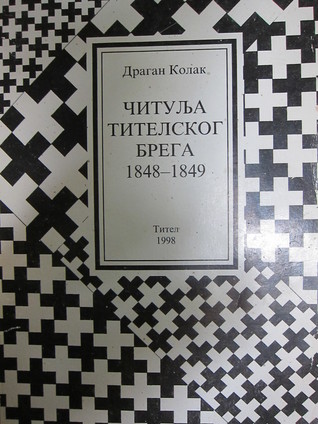 Драган Колак
ЧИТУЉА
ТИТЕЛСКОГ
БРЕГА
1848–1849
Тител
1998